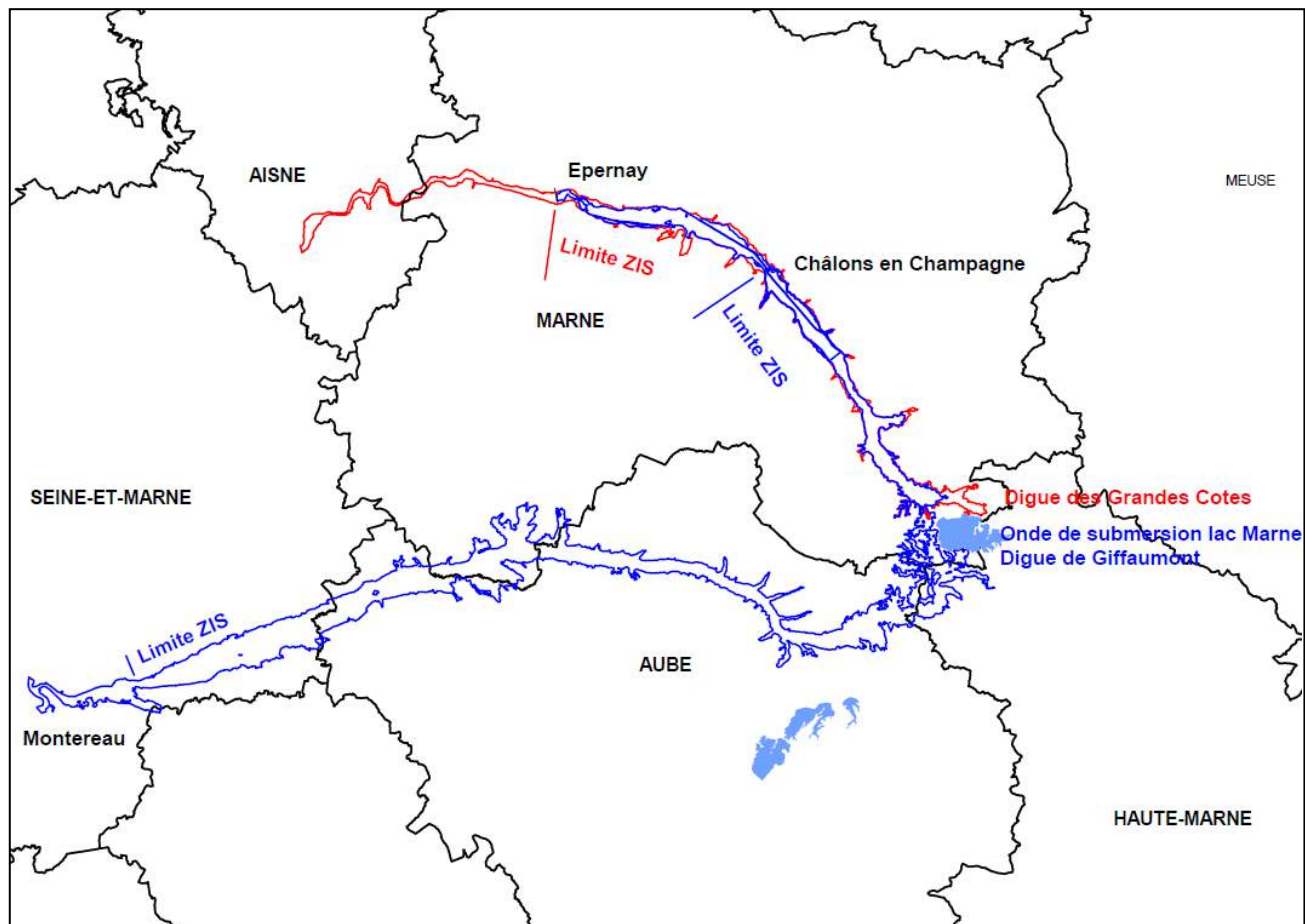 Epernay
AISNE
MEUSE
Limite ZIS
Châlons en Champagne
MARNE
Limite ZIS
SEINE-ET-MARNE
Digue des Grandes Cotes
Onde de submersion lac Marne
Digue de Giffaumont
Limite ZIS
AUBE
Montereau
HAUTE-MARNE